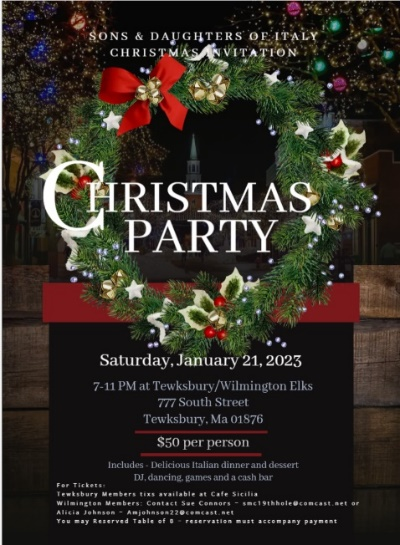 SONS & DAUGHTERS OF ITALY
CHRISTMAS INVITATION
CHRISTMAS
PARTY
Saturday, January 21, 2023
7-11 PM at Tewksbury/Wilmington Elks
777 South Street
Tewksbury, Ma 01876
$50 per person
Includes - Delicious Italian dinner and dessert
DJ, dancing, games and a cash bar
For Tickets:
Tewksbury Members tixs available at Cafe Sicilia
Wilmington Members: Contact Sue Connors - smc19thhole@comcast.net or
Alicia Johnson - Amjohnson22@comcast.net
You may Reserved Table of 8 - reservation must accompany payment